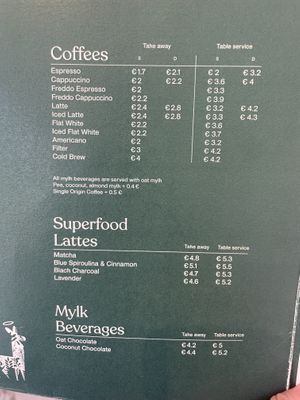 Coffees Take away Table service
S D S D
Espresso €1.7 €2.1 €2 €3.2
Cappuccino €2 €2.2 €3.6 €4
Freddo Espresso €2 €3.3
Freddo Cappuccino €2.2 €3.9
Latte €2.4 €2.8 €3.2 €4.2
Iced Latte €2.4 €2.8 €3.3 €4.3
Flat White €2.2 €3.6
Iced Flat White €2.2 €3.7
Americano €2 €3.2
Filter €3 €4.2
Cold Brew €4 €4.2
All mylk beverages are served with oat mylk
Pea, coconut, almond mylk + 0.4 €
Single Origin Coffee + 0.5 €
Superfood
Lattes Take away Table service
Matcha €4.8 €5.3
Blue Spiroulina & Cinnamon €5.1 €5.5
Black Charcoal €4.7 €5.3
Lavender €4.6 €5.2
Mylk
Beverages Take away Table service
Oat Chocolate €4.2 €5
Coconut Chocolate €4.4 €5.2